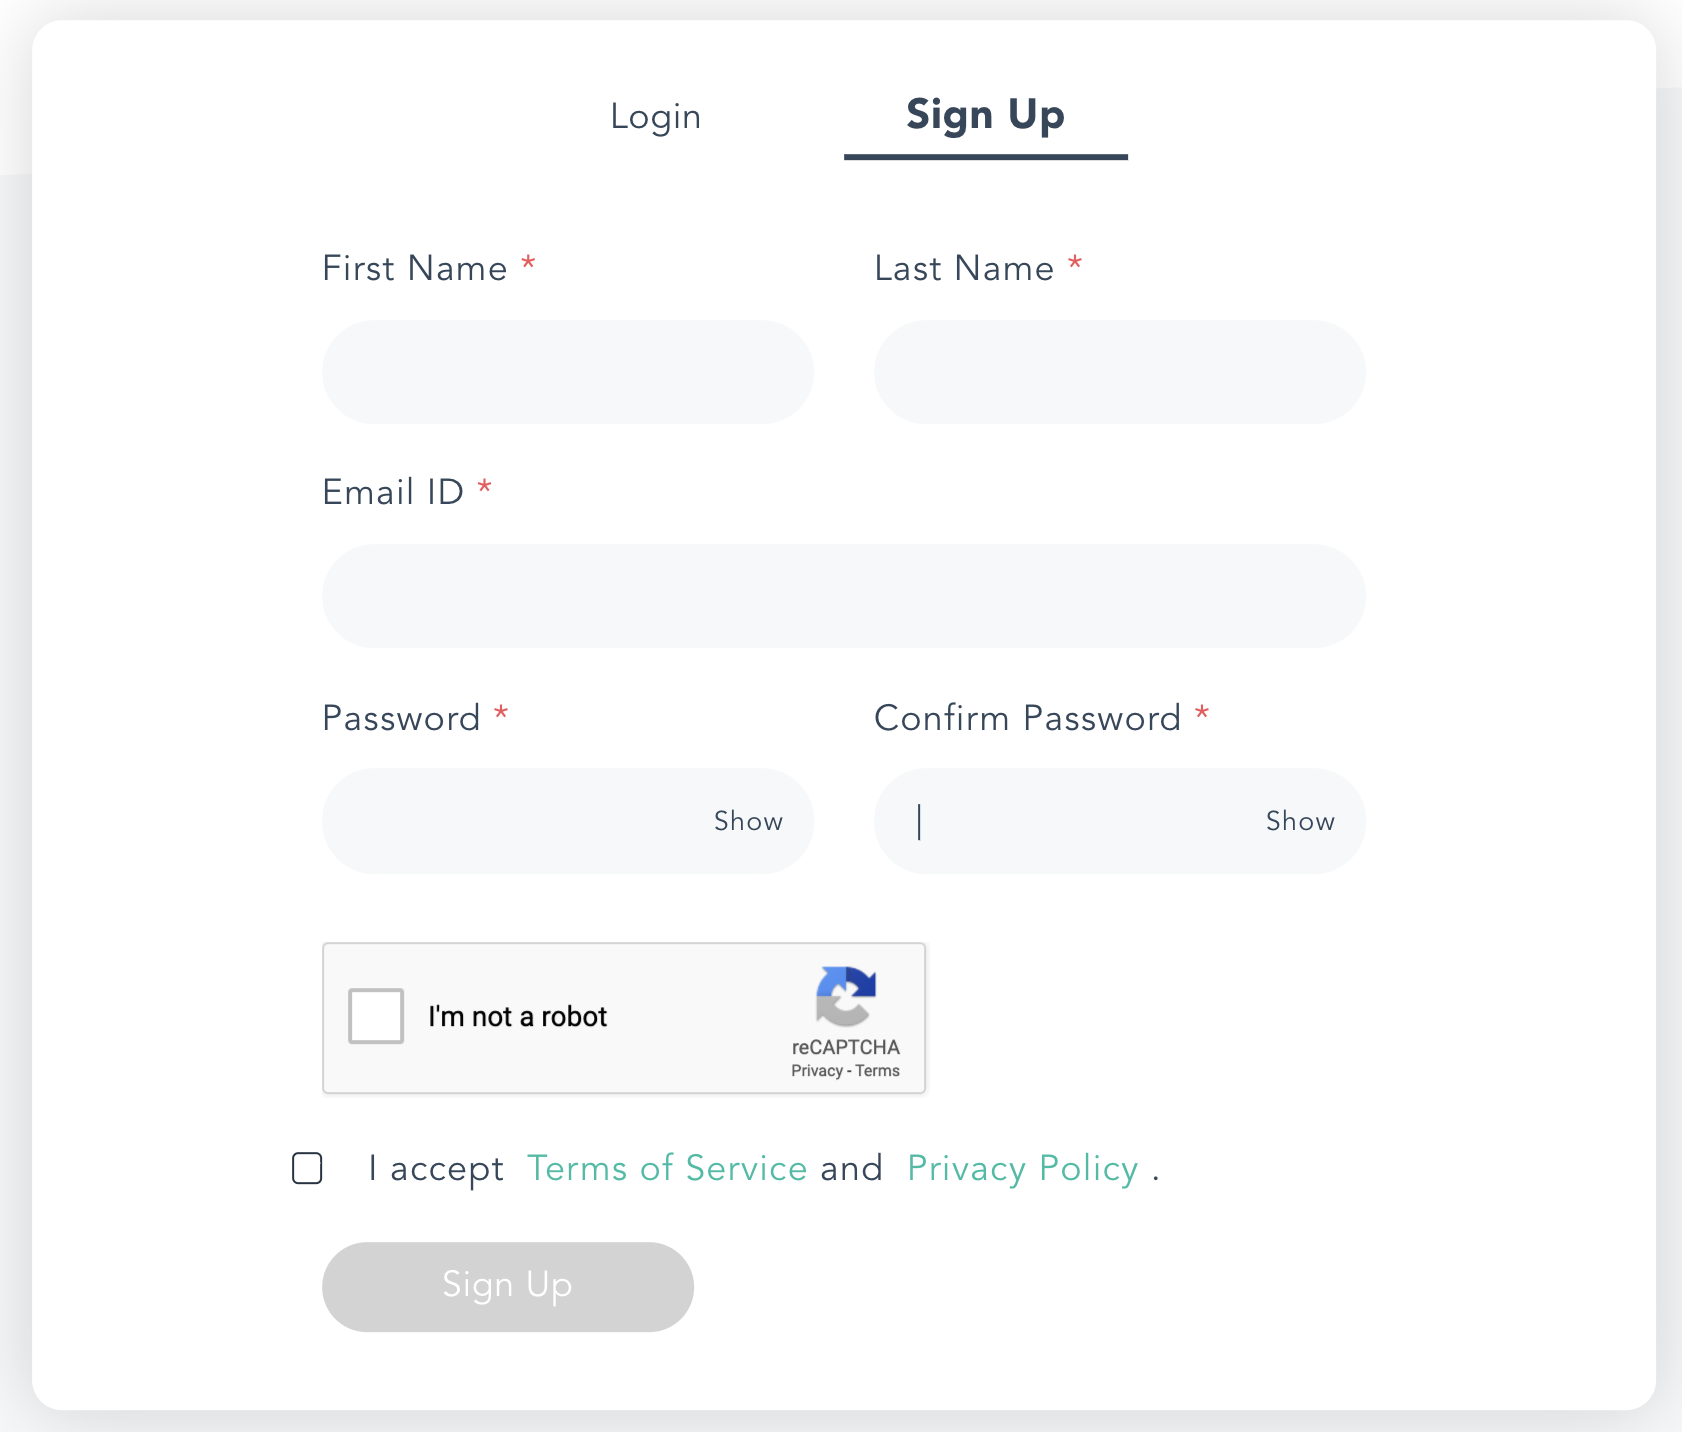 Login Sign Up
First Name * Last Name *
Email ID *
Password * Confirm Password *
Show Show
I'm not a robot
reCAPTCHA
Privacy - Terms
I accept Terms of Service and Privacy Policy .
Sign Up